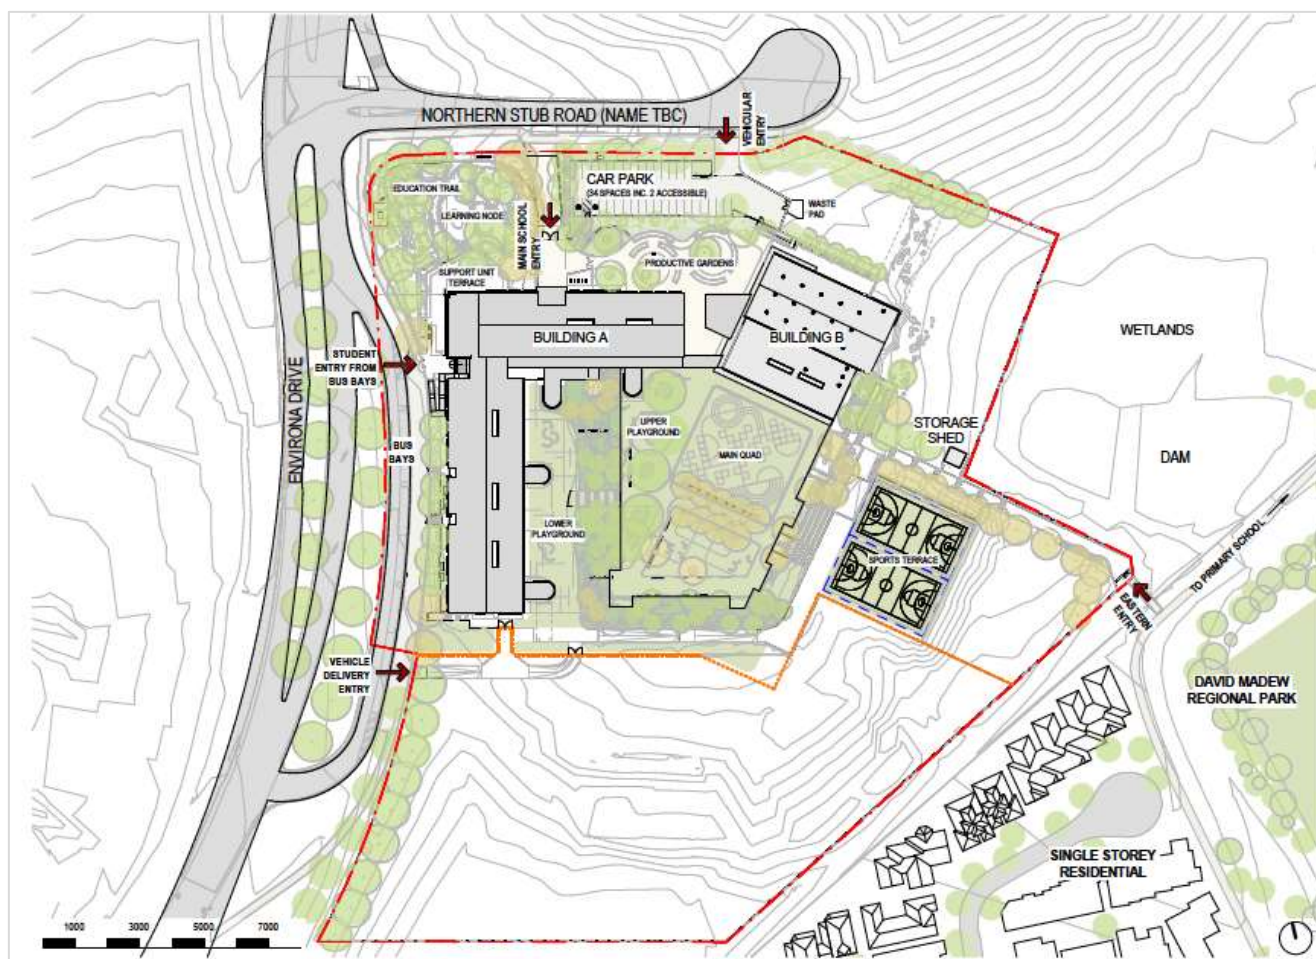 NORTHERN STUB ROAD (NAME TBC)
VEHICULAR
ENTRY
EDUCATION TRAIL
CAR PARK
(34 SPACES INC. 2 ACCESSIBLE)
LEARNING NODE
MAIN SCHOOL
ENTRY
WASTE
PAD
PRODUCTIVE GARDENS
SUPPORT UNIT
TERRACE
BUILDING A
BUILDING B
WETLANDS
STUDENT
ENTRY FROM
BUS BAYS
ENVIRONA DRIVE
BUS
BAYS
UPPER
PLAYGROUND
MAIN QUAD
STORAGE
SHED
DAM
LOWER
PLAYGROUND
SPORTS TERRACE
TO PRIMARY SCHOOL
EASTERN
ENTRY
VEHICLE
DELIVERY
ENTRY
DAVID MADEW
REGIONAL PARK
SINGLE STOREY
RESIDENTIAL
1000 3000 5000 7000